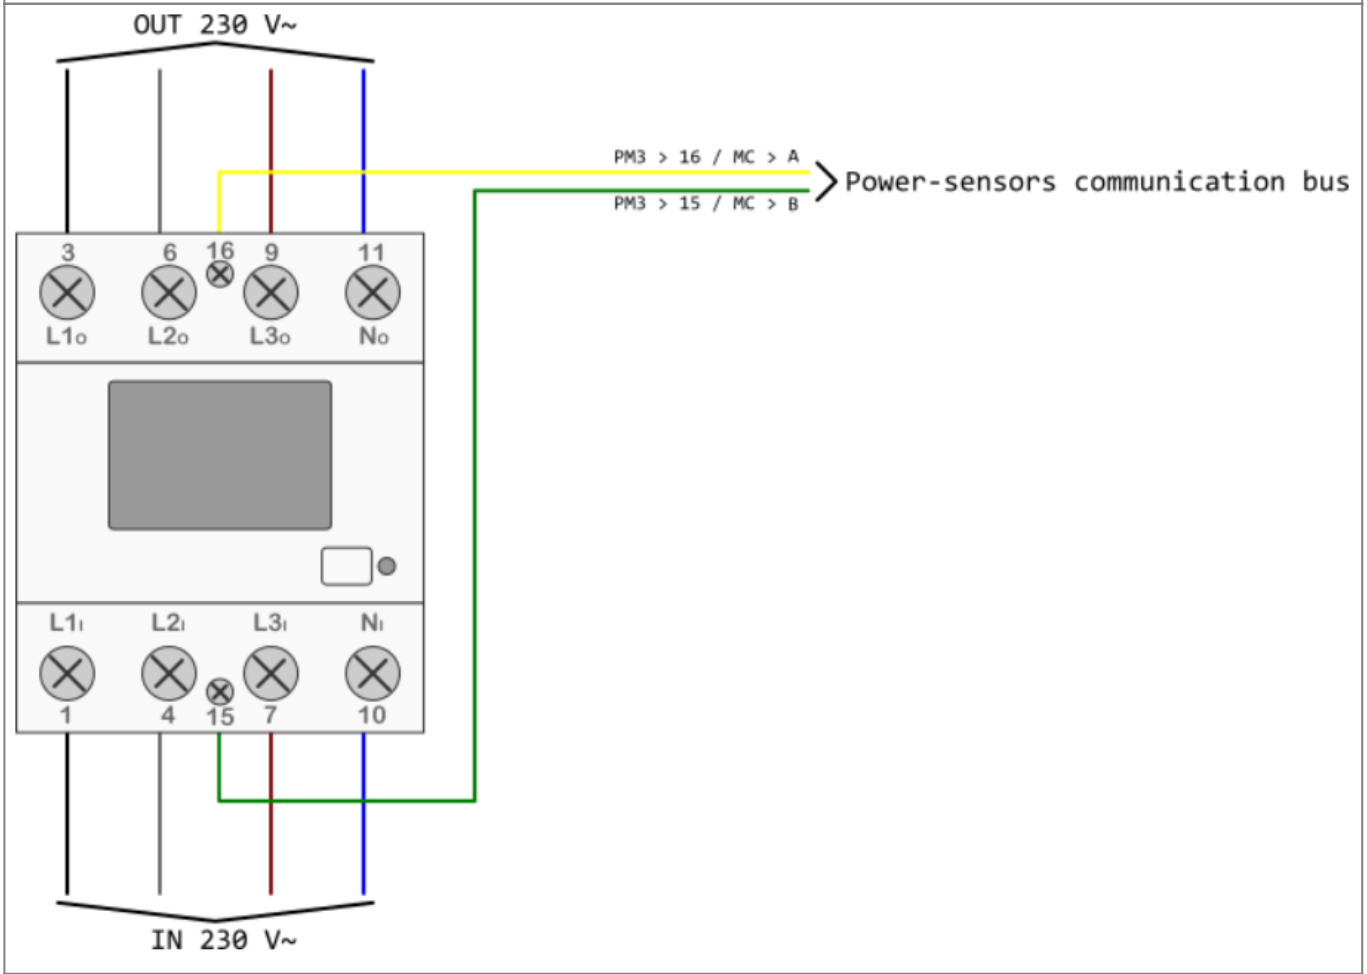 OUT 230 V~
PM3 > 16 / MC > A
Power-sensors communication bus
PM3 > 15 / MC > B
3 6 16 9 11
L1o L2o L3o No
L1I L2I L3I NI
1 4 15 7 10
IN 230 V~